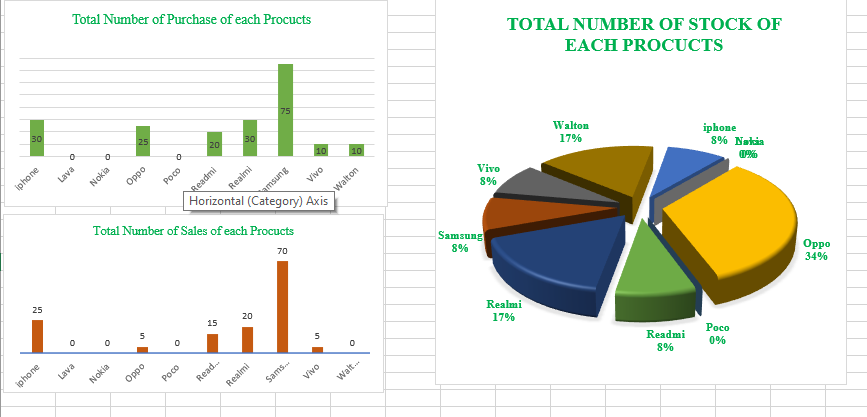 Total Number of Purchase of each Procucts
30
0
0
25
0
20
30
75
10
10
iphone
Lava
Nokia
Oppo
Poco
Readmi
Realmi
Vivo
Walton
Horizontal (Category) Axis
Total Number of Sales of each Procucts
25
0
0
5
0
15
20
70
5
0
iphone
Lava
Nokia
Oppo
Poco
Read...
Realmi
Sams...
Vivo
Walt...
TOTAL NUMBER OF STOCK OF
EACH PROCUCTS
Walton
17%
iphone
8%
Nokia
0%
Vivo
8%
Samsung
8%
Oppo
34%
Realmi
17%
Readmi
8%
Poco
0%